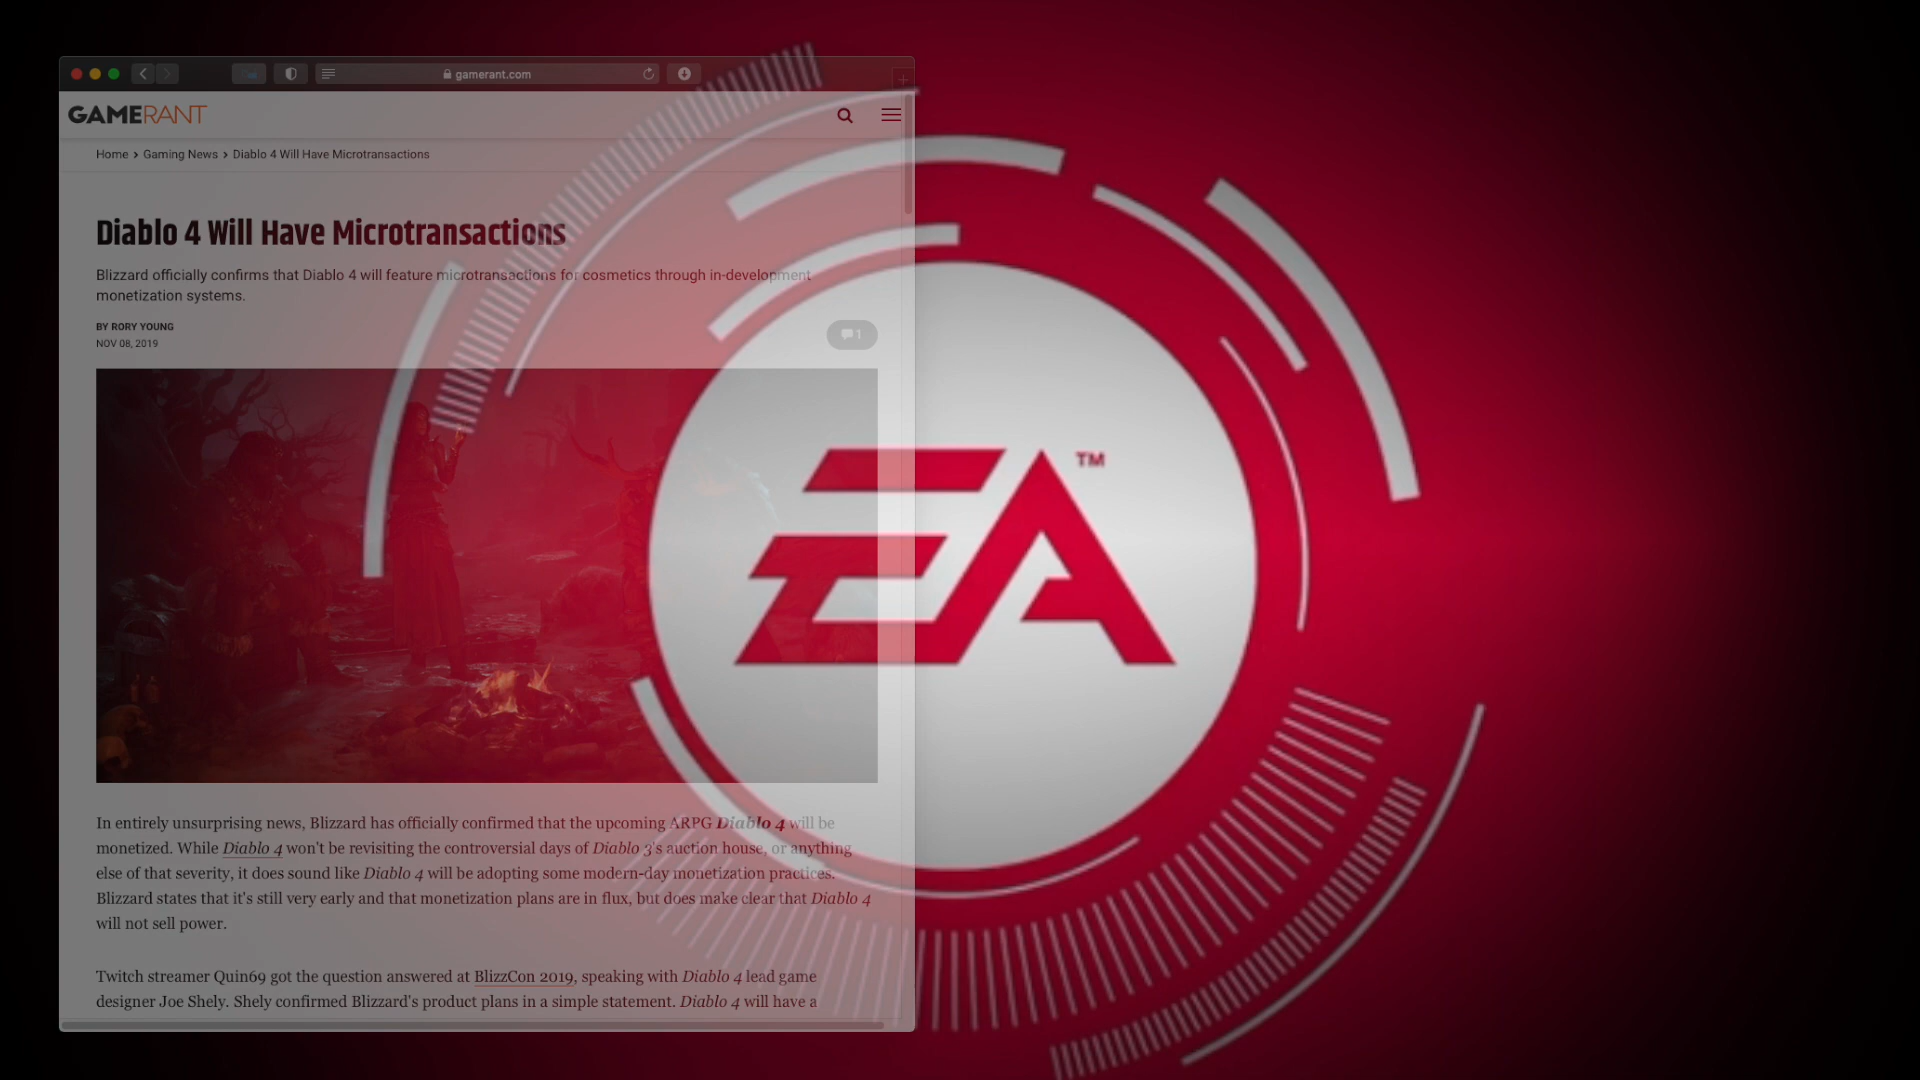 gamerant.com
GAMERANT
Home > Gaming News > Diablo 4 Will Have Microtransactions
Diablo 4 Will Have Microtransactions
Blizzard officially confirms that Diablo 4 will feature microtransactions for cosmetics through in-development
monetization systems.
BY RORY YOUNG
NOV 08, 2019
1
EA TM
In entirely unsurprising news, Blizzard has officially confirmed that the upcoming ARPG Diablo 4 will be
monetized. While Diablo 4 won't be revisiting the controversial days of Diablo 3's auction house, or anything
else of that severity, it does sound like Diablo 4 will be adopting some modern-day monetization practices.
Blizzard states that it's still very early and that monetization plans are in flux, but does make clear that Diablo 4
will not sell power.
Twitch streamer Quin69 got the question answered at BlizzCon 2019, speaking with Diablo 4 lead game
designer Joe Shely. Shely confirmed Blizzard's product plans in a simple statement. Diablo 4 will have a